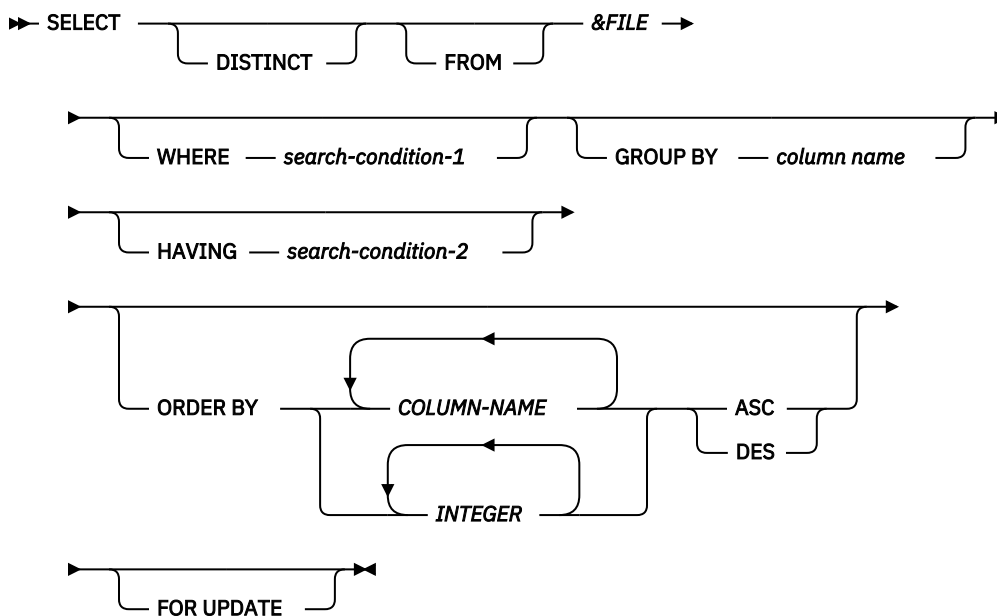 SELECT &FILE
DISTINCT FROM
WHERE search-condition-1 GROUP BY column name
HAVING search-condition-2
ORDER BY COLUMN-NAME ASC
DES
INTEGER
FOR UPDATE